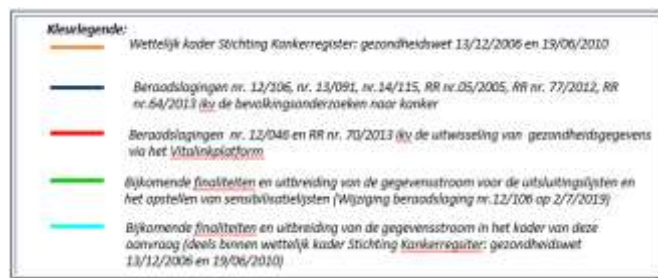 Kleurlegende:
Wettelijk kader Stichting Kankerregister: gezondheidswet 13/12/2006 en 19/06/2010
Beraadslagingen nr. 12/106, nr. 13/091, nr.14/115, RR nr.05/2005, RR nr. 77/2012, RR
nr.64/2013 ikv de bevolkingsonderzoeken naar kanker
Beraadslagingen nr. 12/046 en RR nr. 70/2013 ikv de uitwisseling van gezondheidsgegevens
via het Vitalinkplatform
Bijkomende finaliteiten en uitbreiding van de gegevensstroom voor de uitsluitingslijsten en
het opstellen van sensibilisatielijsten (Wijziging beraadslaging nr.12/106 op 2/7/2019)
Bijkomende finaliteiten en uitbreiding van de gegevensstroom in het kader van deze
aanvraag (deels binnen wettelijk kader Stichting Kankerregsiter: gezondheidswet
13/12/2006 en 19/06/2010)